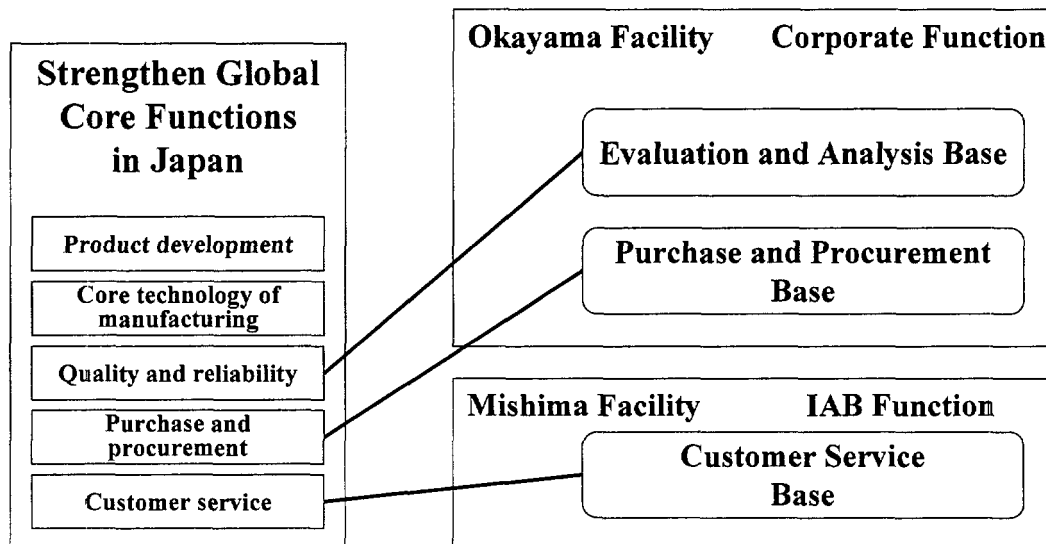 Strengthen Global
Core Functions
in Japan
Product development
Core technology of
manufacturing
Quality and reliability
Purchase and
procurement
Customer service
Okayama Facility Corporate Function
Evaluation and Analysis Base
Purchase and Procurement
Base
Mishima Facility IAB Function
Customer Service
Base